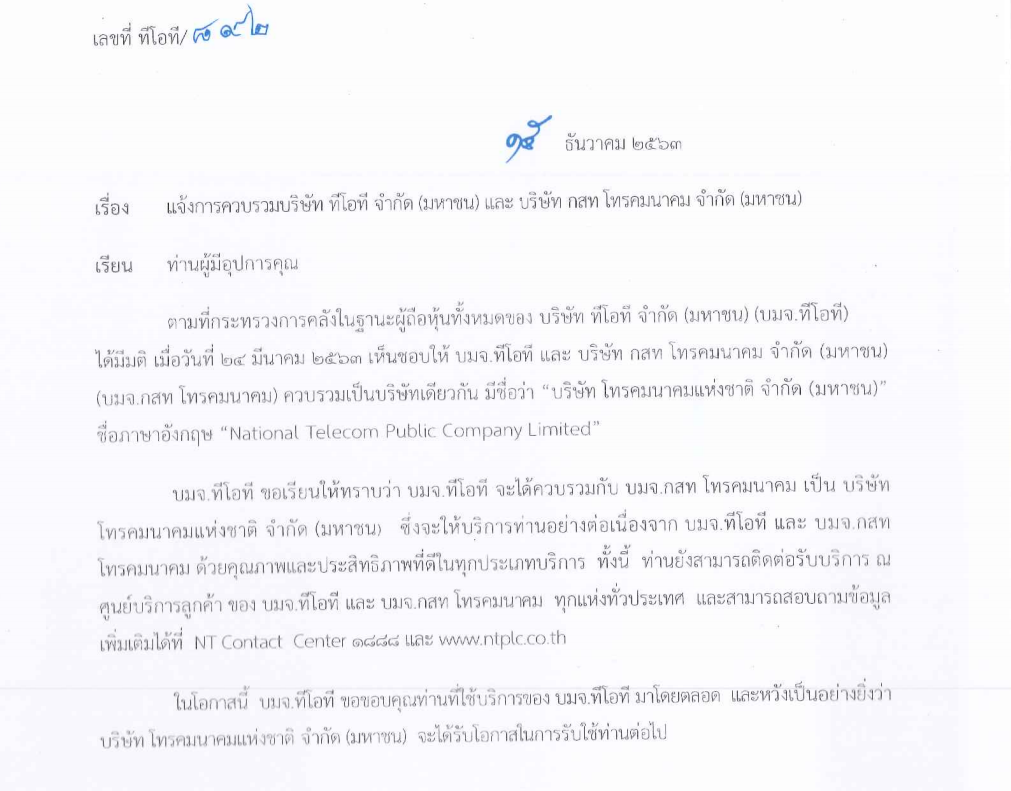 เลขที่ ทีโอที/๘๑๒
ธันวาคม ๒๕๖๓
เรื่อง แจ้งการควบรวมบริษัท ทีโอที จำกัด (มหาชน) และ บริษัท กสท โทรคมนาคม จำกัด (มหาชน)
เรียน ท่านผู้มีอุปการคุณ
ตามที่กระทรวงการคลังในฐานะผู้ถือหุ้นทั้งหมดของ บริษัท ทีโอที จำกัด (มหาชน) (บมจ.ทีโอที)
ได้มีมติ เมื่อวันที่ ๒๔ มีนาคม ๒๕๖๓ เห็นชอบให้ บมจ.ทีโอที และ บริษัท กสท โทรคมนาคม จำกัด (มหาชน)
(บมจ.กสท โทรคมนาคม) ควบรวมเป็นบริษัทเดียวกัน มีชื่อว่า “บริษัท โทรคมนาคมแห่งชาติ จำกัด (มหาชน)”
ชื่อภาษาอังกฤษ “National Telecom Public Company Limited”
บมจ.ทีโอที ขอเรียนให้ทราบว่า บมจ.ทีโอที จะได้ควบรวมกับ บมจ.กสท โทรคมนาคม เป็น บริษัท
โทรคมนาคมแห่งชาติ จำกัด (มหาชน) ซึ่งจะให้บริการท่านอย่างต่อเนื่องจาก บมจ.ทีโอที และ บมจ.กสท
โทรคมนาคม ด้วยคุณภาพและประสิทธิภาพที่ดีในทุกประเภทบริการ ทั้งนี้ ท่านยังสามารถติดต่อรับบริการ ณ
ศูนย์บริการลูกค้า ของ บมจ.ทีโอที และ บมจ.กสท โทรคมนาคม ทุกแห่งทั่วประเทศ และสามารถสอบถามข้อมูล
เพิ่มเติมได้ที่ NT Contact Center ๑๘๘๘ และ www.ntplc.co.th
ในโอกาสนี้ บมจ.ทีโอที ขอขอบคุณท่านที่ใช้บริการของ บมจ.ทีโอที มาโดยตลอด และหวังเป็นอย่างยิ่งว่า
บริษัท โทรคมนาคมแห่งชาติ จำกัด (มหาชน) จะได้รับโอกาสในการรับใช้ท่านต่อไป